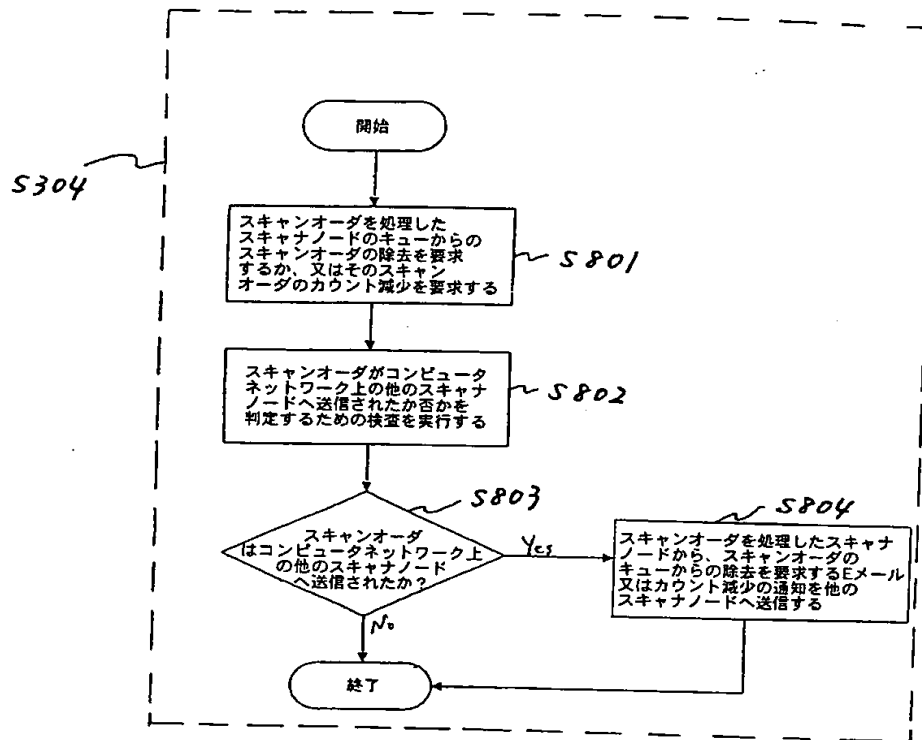 開始
S304
スキャンオーダを処理した
スキャナノードのキューからの
スキャンオーダの除去を要求
するか、又はそのスキャン
オーダのカウント減少を要求する
S801
スキャンオーダがコンピュータ
ネットワーク上の他のスキャナ
ノードへ送信されたか否かを
判定するための検査を実行する
S802
S803
スキャンオーダ
はコンピュータネットワーク上
の他のスキャナノード
へ送信されたか?
Yes
S804
スキャンオーダを処理したスキャナ
ノードから、スキャンオーダの
キューからの除去を要求するEメール
又はカウント減少の通知を他の
スキャナノードへ送信する
No
終了